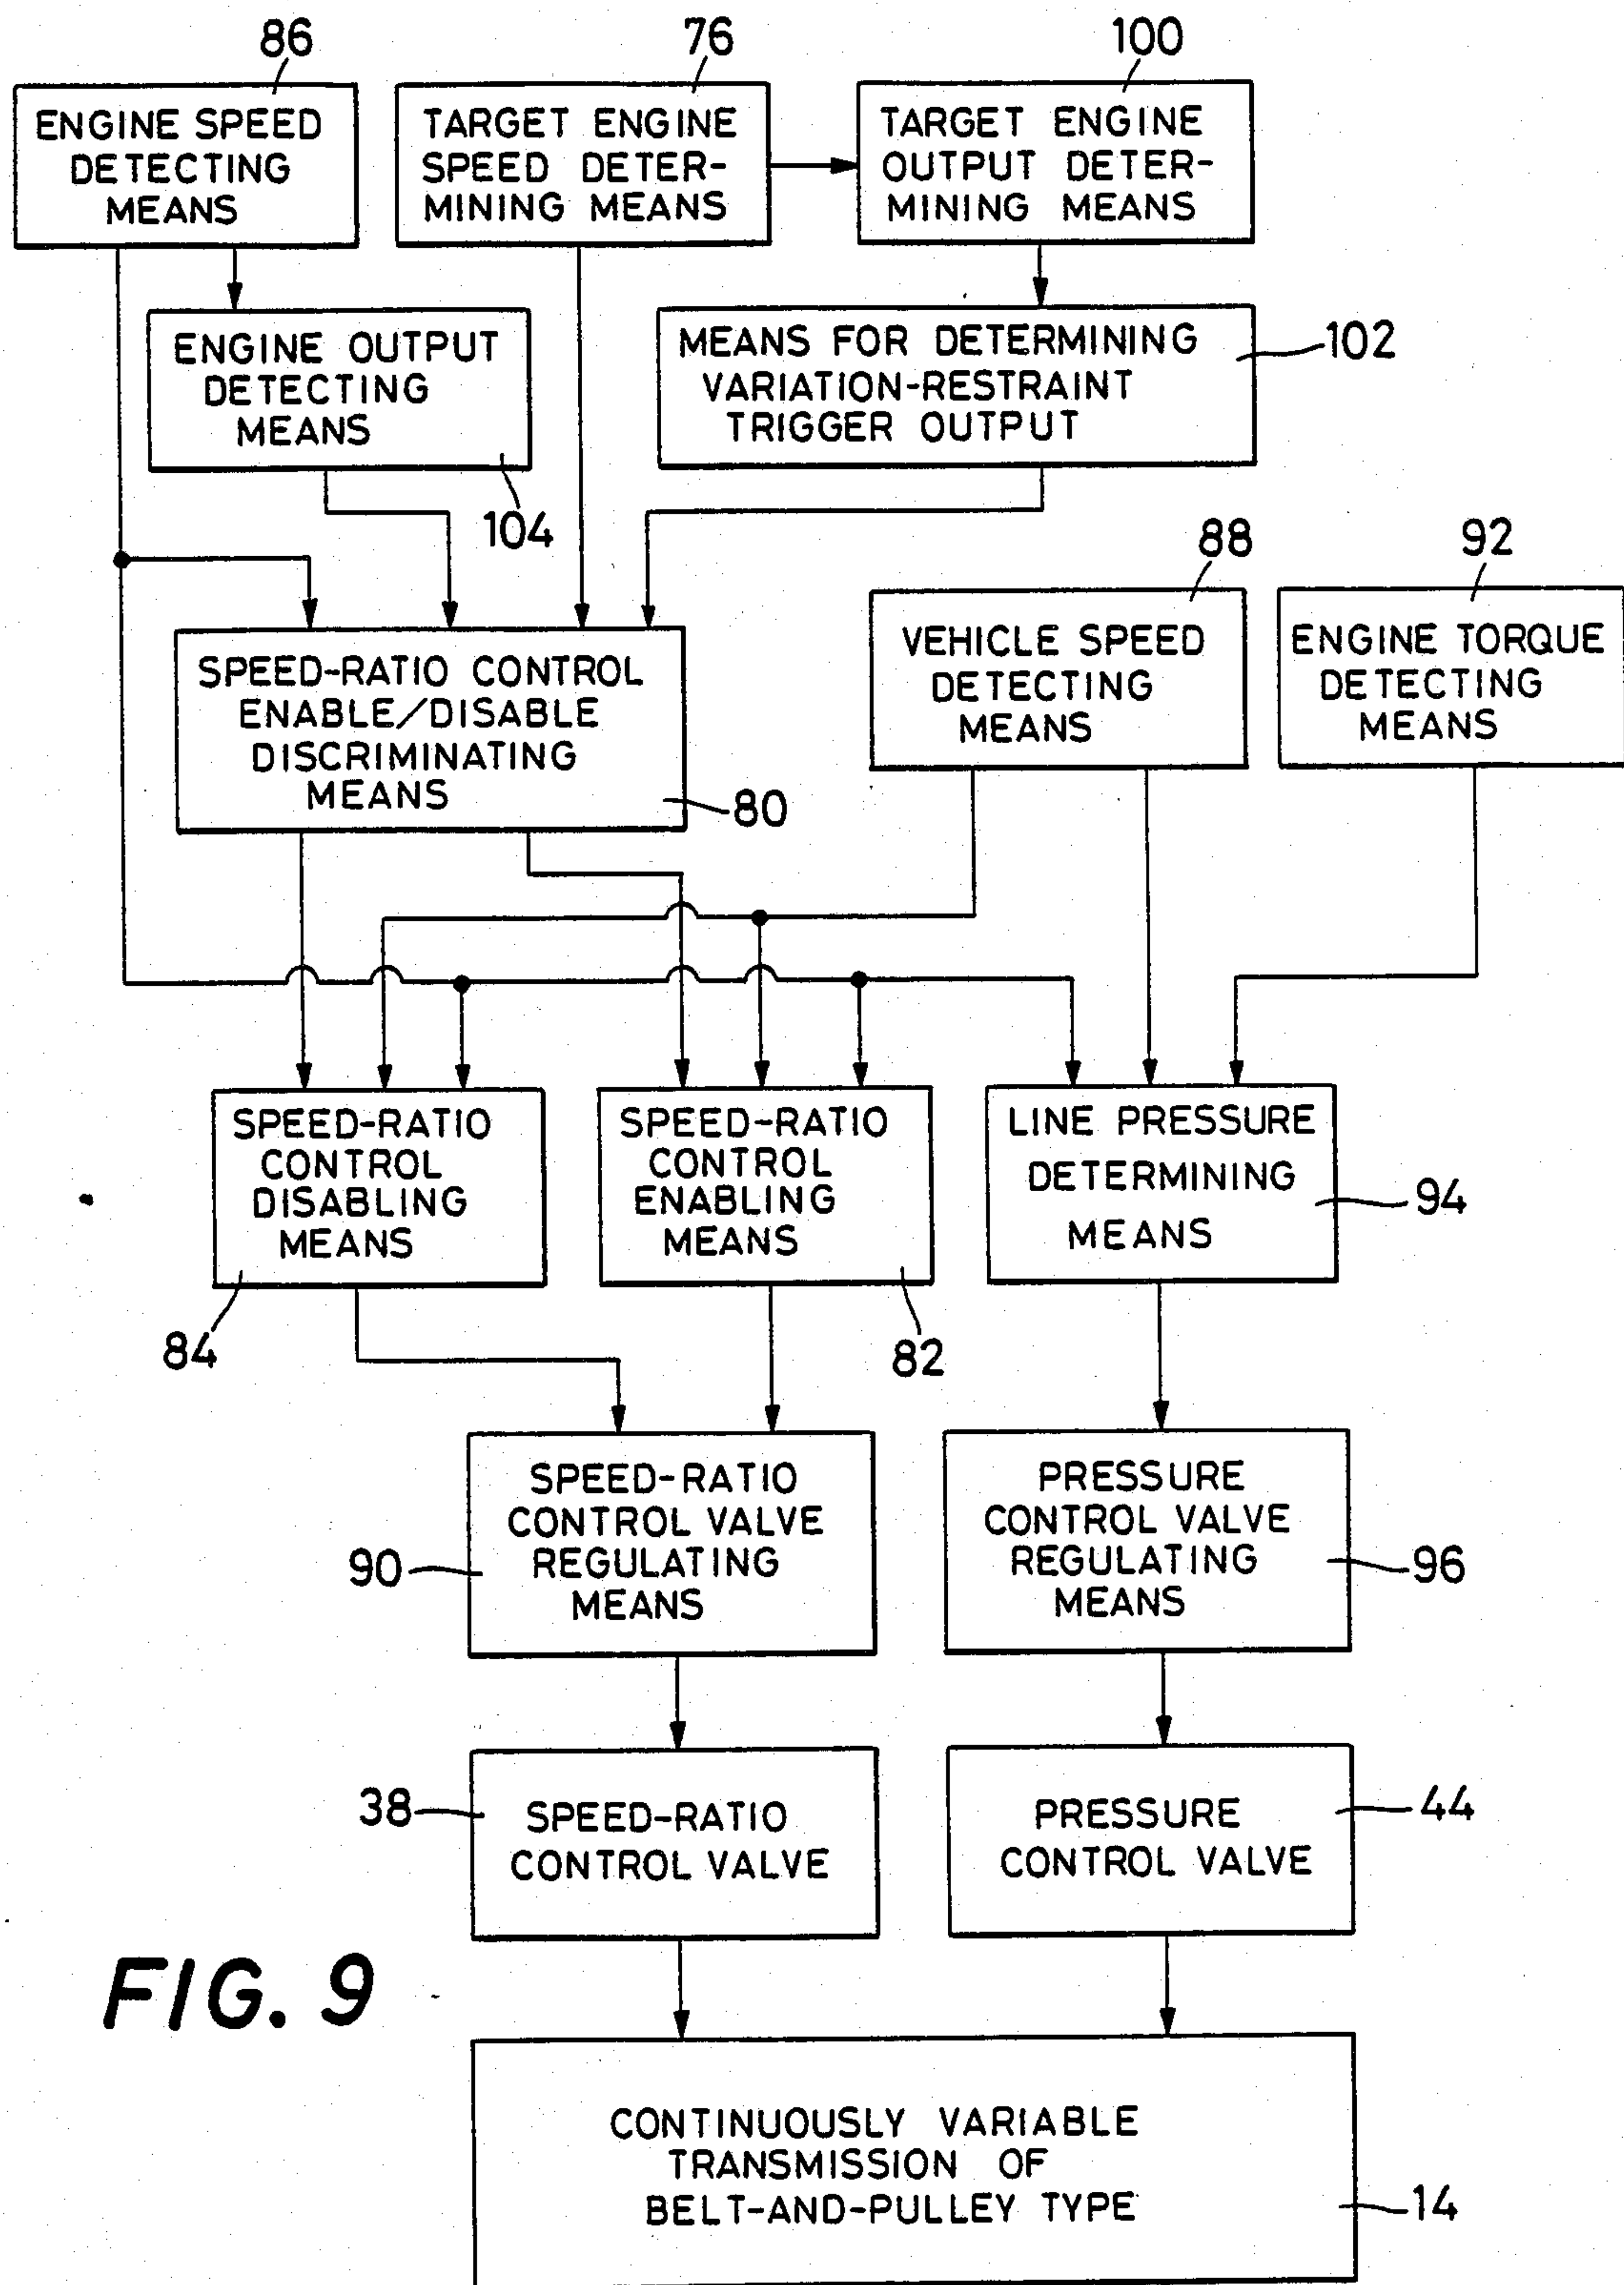 86
76
100
ENGINE SPEED
DETECTING
MEANS
TARGET ENGINE
SPEED DETER-
MINING MEANS
TARGET ENGINE
OUTPUT DETER-
MINING MEANS
ENGINE OUTPUT
DETECTING
MEANS
104
MEANS FOR DETERMINING
VARIATION-RESTRAINT
TRIGGER OUTPUT
102
88
92
SPEED-RATIO CONTROL
ENABLE/DISABLE
DISCRIMINATING
MEANS
80
VEHICLE SPEED
DETECTING
MEANS
ENGINE TORQUE
DETECTING
MEANS
SPEED-RATIO
CONTROL
DISABLING
MEANS
84
SPEED-RATIO
CONTROL
ENABLING
MEANS
82
LINE PRESSURE
DETERMINING
MEANS
94
SPEED-RATIO
CONTROL VALVE
REGULATING
MEANS
90
PRESSURE
CONTROL VALVE
REGULATING
MEANS
96
38
SPEED-RATIO
CONTROL VALVE
PRESSURE
CONTROL VALVE
44
FIG. 9
CONTINUOUSLY VARIABLE
TRANSMISSION OF
BELT-AND-PULLEY TYPE
14